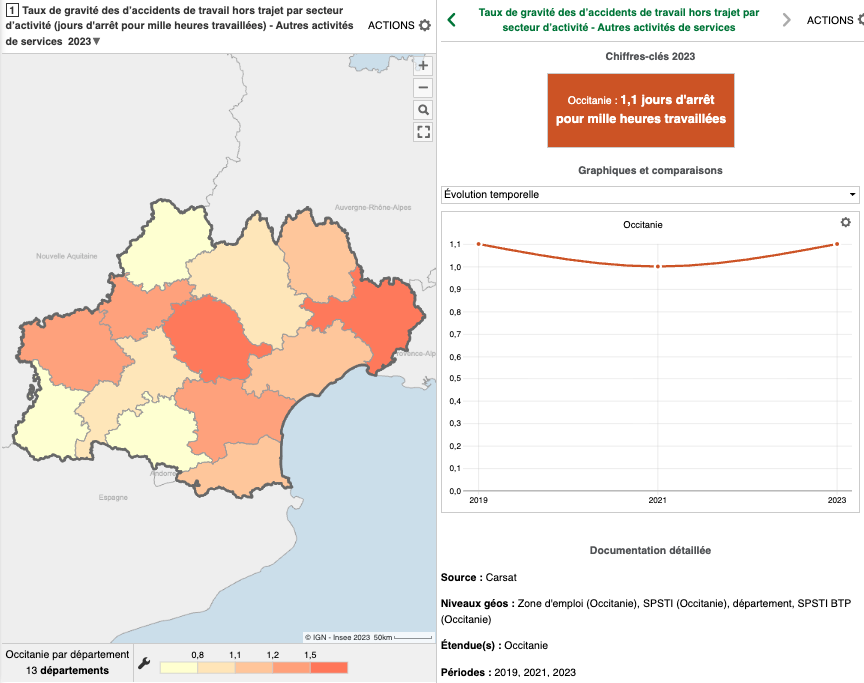 1 Taux de gravité des d'accidents de travail hors trajet par secteur
d'activité (jours d'arrêt pour mille heures travaillées) - Autres activités
de services 2023▼
ACTIONS
Auvergne-Rhône-Alpes
Nouvelle Aquitaine
Provence-Alp
Andorre
Espagne
© IGN - Insee 2023 50km
Occitanie par département
13 départements
0,8 1,1 1,2 1,5
Taux de gravité des d'accidents de travail hors trajet par
secteur d'activité - Autres activités de services
ACTIONS
Chiffres-clés 2023
Occitanie : 1,1 jours d'arrêt
pour mille heures travaillées
Graphiques et comparaisons
Évolution temporelle
Occitanie
1,1
1,0
0,9
0,8
0,7
0,6
0,5
0,4
0,3
0,2
0,1
0,0
2019 2021 2023
Documentation détaillée
Source : Carsat
Niveaux géos : Zone d'emploi (Occitanie), SPSTI (Occitanie), département, SPSTI BTP
(Occitanie)
Étendue(s) : Occitanie
Périodes : 2019, 2021, 2023